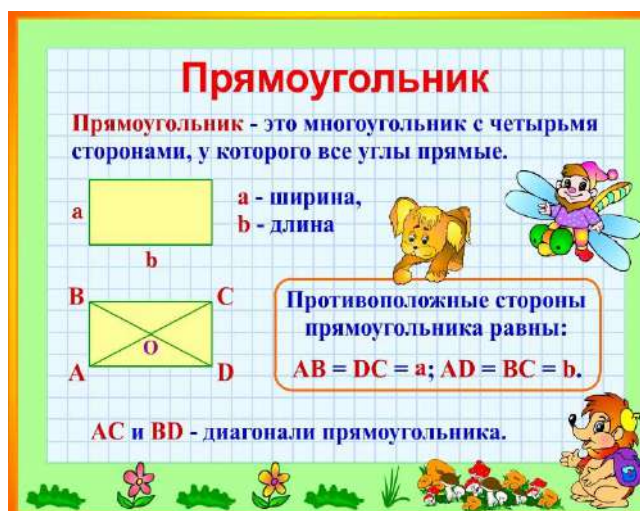 Прямоугольник
Прямоугольник - это многоугольник с четырьмя
сторонами, у которого все углы прямые.
a
b
a - ширина,
b - длина
B
C
O
A
D
Противоположные стороны
прямоугольника равны:
AB = DC = a; AD = BC = b.
AC и BD - диагонали прямоугольника.